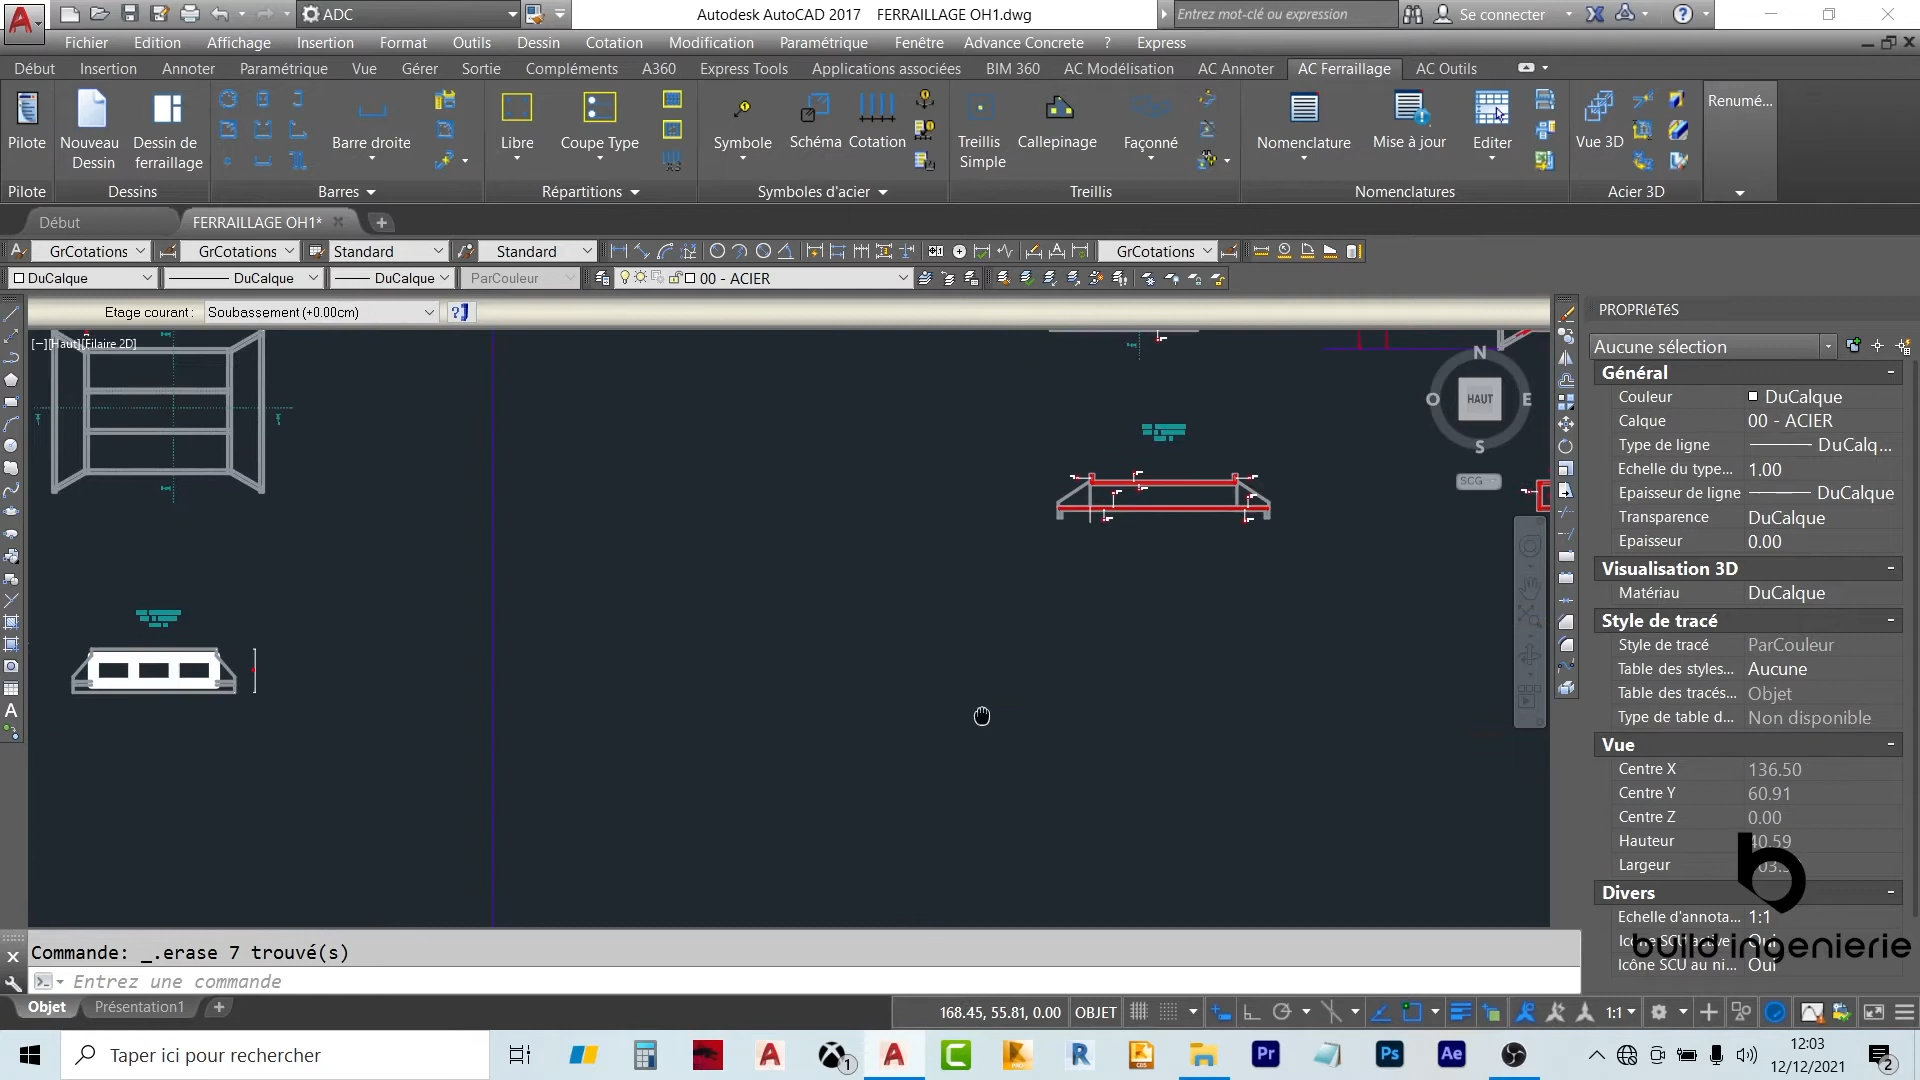 ADC
Autodesk AutoCAD 2017 FERRAILLAGE OH1.dwg
Entrez mot-clé ou expression
Se connecter
Fichier Edition Affichage Insertion Format Outils Dessin Cotation Modification Paramétrique Fenêtre Advance Concrete ? Express
Début Insertion Annoter Paramétrique Vue Gérer Sortie Compléments A360 Express Tools Applications associées BIM 360 AC Modélisation AC Annoter AC Ferraillage AC Outils
Pilote Nouveau Dessin Dessin de ferraillage Barre droite Libre Coupe Type Symbole Schéma Cotation Treillis Simple Callepinage Façonné Nomenclature Mise à jour Editer Vue 3D Renumé...
Pilote Dessins Barres Répartitions Symboles d'acier Treillis Nomenclatures Acier 3D
Début FERRAILLAGE OH1*
GrCotations GrCotations Standard Standard GrCotations
DuCalque DuCalque DuCalque ParCouleur 00 - ACIER
Etage courant: Soubassement (+0.00cm)
[−][Haut][Filaire 2D]
N
O HAUT E
S
SCG
PROPRIéTéS
Aucune sélection
Général
Couleur DuCalque
Calque 00 - ACIER
Type de ligne DuCalq...
Echelle du type... 1.00
Epaisseur de ligne DuCalque
Transparence DuCalque
Epaisseur 0.00
Visualisation 3D
Matériau DuCalque
Style de tracé
Style de tracé ParCouleur
Table des styles... Aucune
Table des tracés... Objet
Type de table d... Non disponible
Vue
Centre X 136.50
Centre Y 60.91
Centre Z 0.00
Hauteur 40.59
Largeur
Divers
Echelle d'annota... 1:1
Icône SCU active Oui
Icône SCU au ni... Oui
build ingenierie
Commande: _.erase 7 trouvé(s)
Entrez une commande
Objet Présentation1
168.45, 55.81, 0.00 OBJET 1:1
Taper ici pour rechercher
1
Pr Ps Ae
12:03
12/12/2021
2